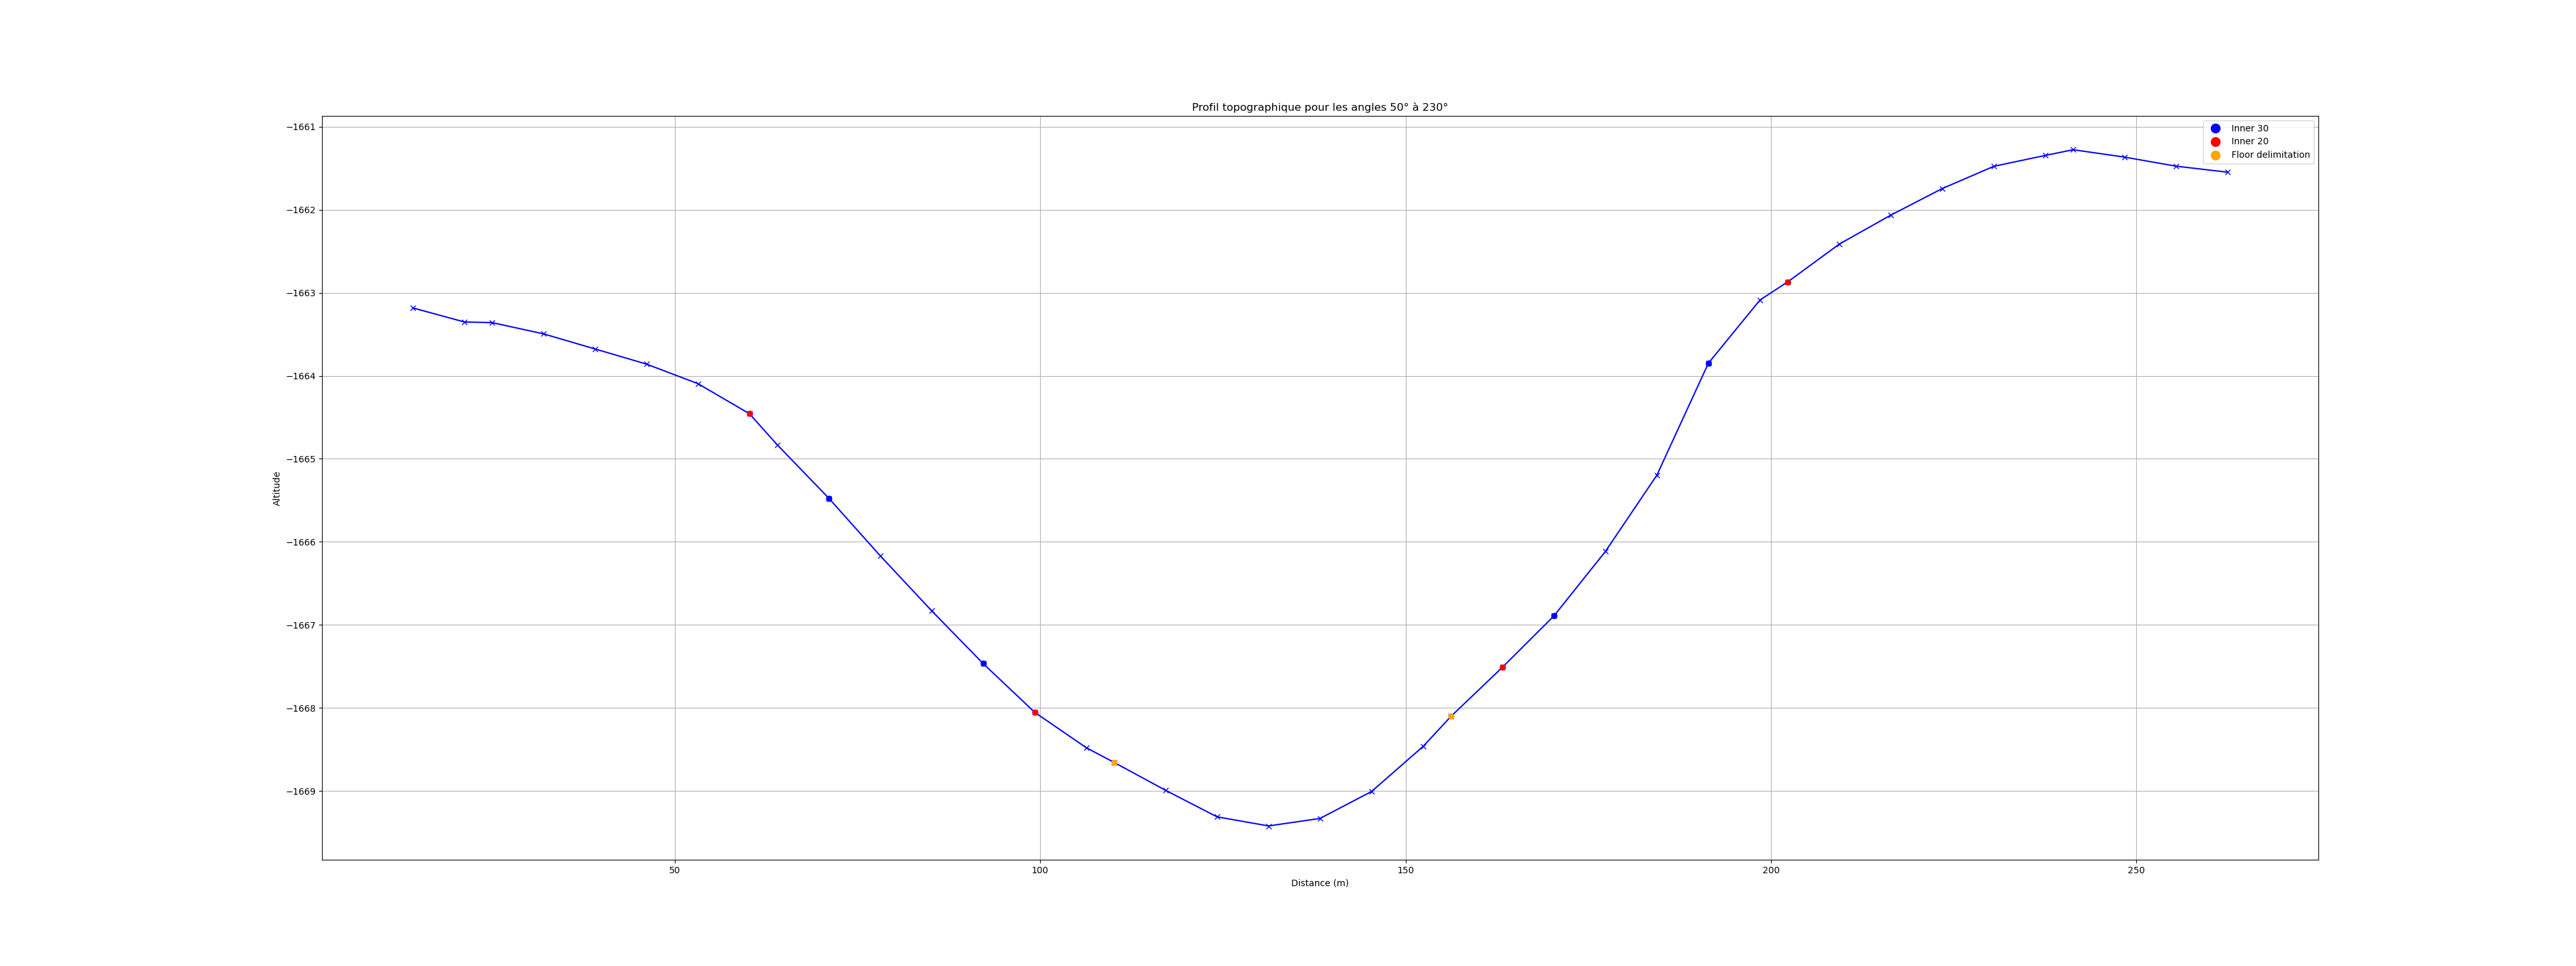 Profil topographique pour les angles 50° à 230°
−1661
−1662
−1663
−1664
−1665
−1666
−1667
−1668
−1669
Altitude
50
100
150
200
250
Distance (m)
Inner 30
Inner 20
Floor delimitation